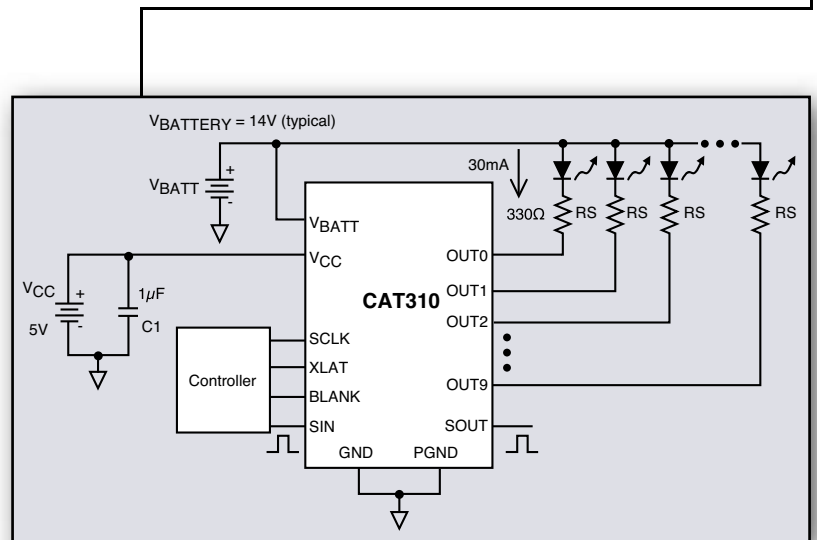 VBATTERY = 14V (typical)
VBATT
+
-
30mA
330Ω
RS
RS
RS
RS
VBATT
VCC
CAT310
OUT0
OUT1
OUT2
OUT9
VCC
+
-
5V
1µF
C1
Controller
SCLK
XLAT
BLANK
SIN
SOUT
GND
PGND